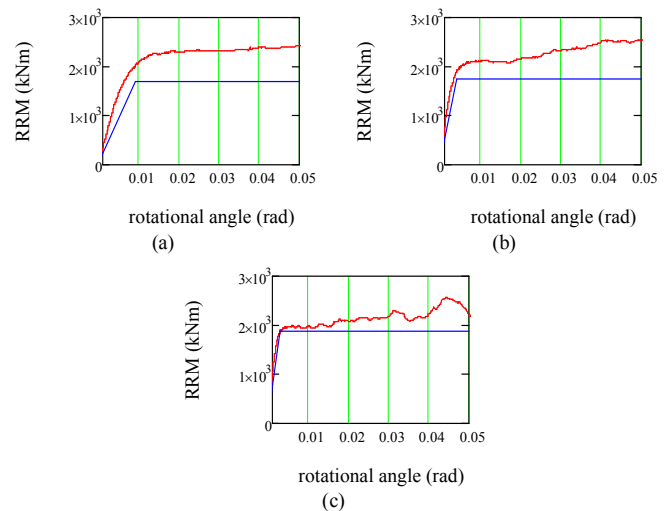 3×10³
2×10³
1×10³
0
RRM (kNm)
0.01 0.02 0.03 0.04 0.05
rotational angle (rad)
(a)
3×10³
2×10³
1×10³
0
RRM (kNm)
0.01 0.02 0.03 0.04 0.05
rotational angle (rad)
(b)
3×10³
2×10³
1×10³
0
RRM (kNm)
0.01 0.02 0.03 0.04 0.05
rotational angle (rad)
(c)